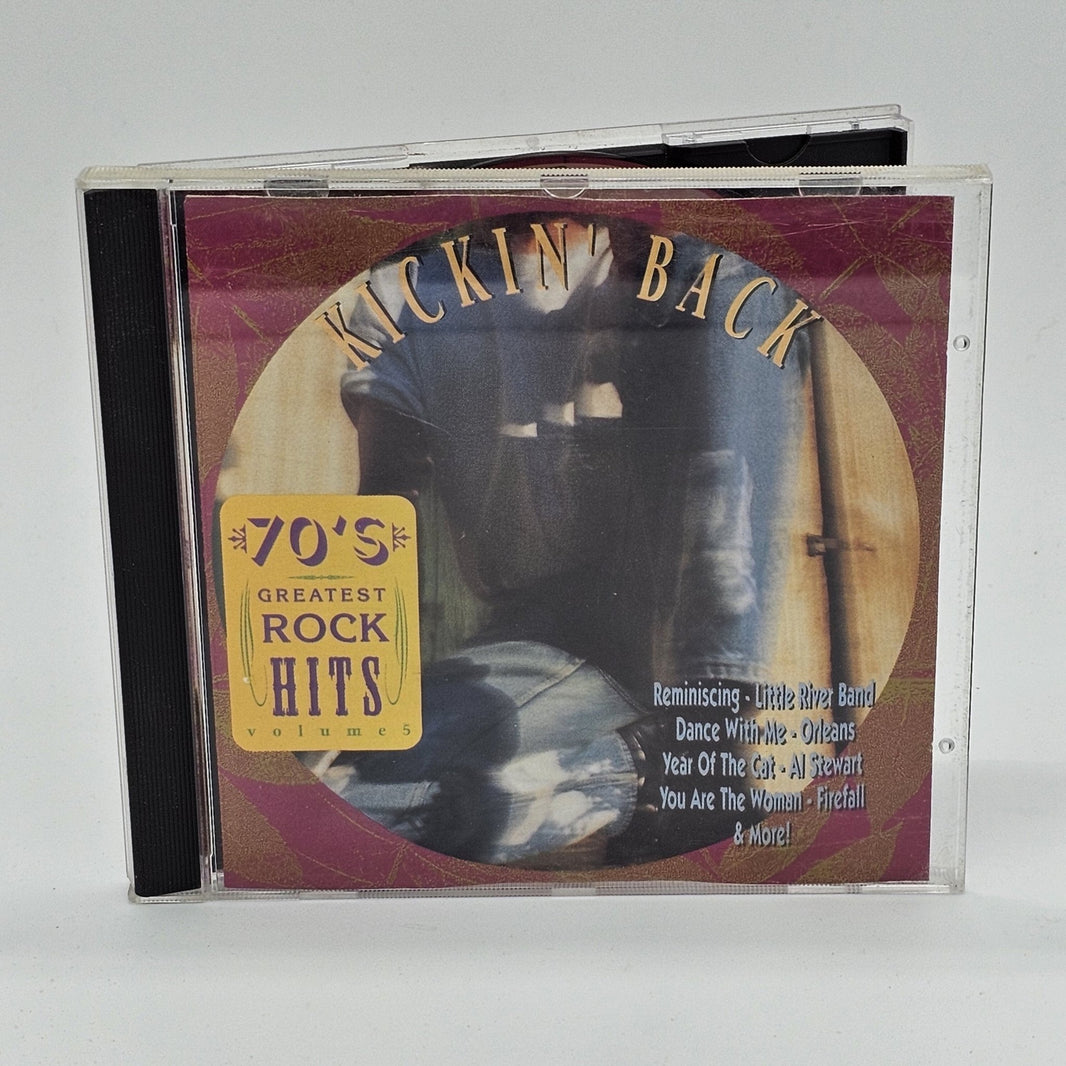 KICKIN' BACK
70'S
GREATEST
ROCK
HITS
volume 5
Reminiscing - Little River Band
Dance With Me - Orleans
Year Of The Cat - Al Stewart
You Are The Woman - Firefall
& More!